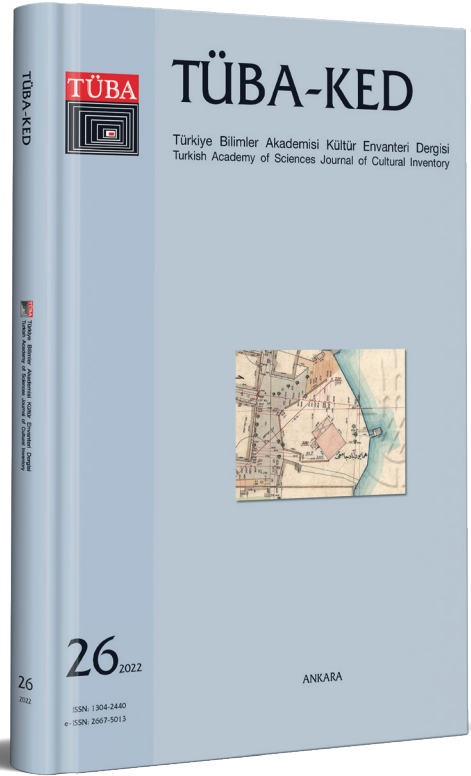 TÜBA-KED
Türkiye Bilimler Akademisi Kültür Envanteri Dergisi
Turkish Academy of Sciences Journal of Cultural Inventory
26
2022
TÜBA
TÜBA-KED
Türkiye Bilimler Akademisi Kültür Envanteri Dergisi
Turkish Academy of Sciences Journal of Cultural Inventory
26 2022
ISSN: 1304-2440
e-ISSN: 2667-5013
ANKARA